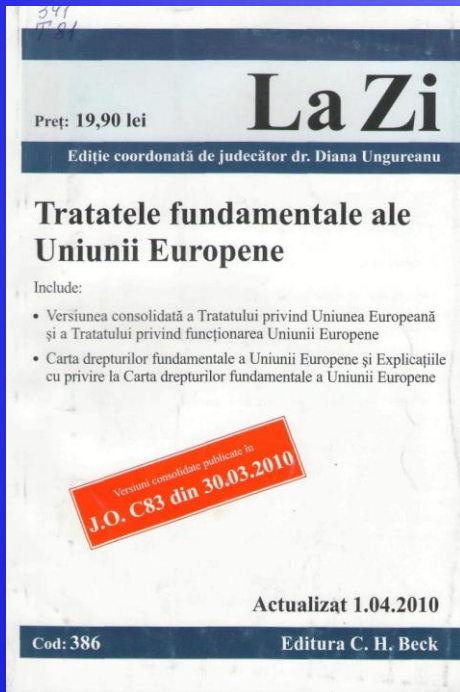 341
T 81
La Zi
Preț: 19,90 lei
Ediție coordonată de judecător dr. Diana Ungureanu
Tratatele fundamentale ale
Uniunii Europene
Include:
• Versiunea consolidată a Tratatului privind Uniunea Europeană
și a Tratatului privind funcționarea Uniunii Europene
• Carta drepturilor fundamentale a Uniunii Europene și Explicațiile
cu privire la Carta drepturilor fundamentale a Uniunii Europene
Versiuni consolidate publicate în
J.O. C83 din 30.03.2010
Actualizat 1.04.2010
Cod: 386
Editura C. H. Beck